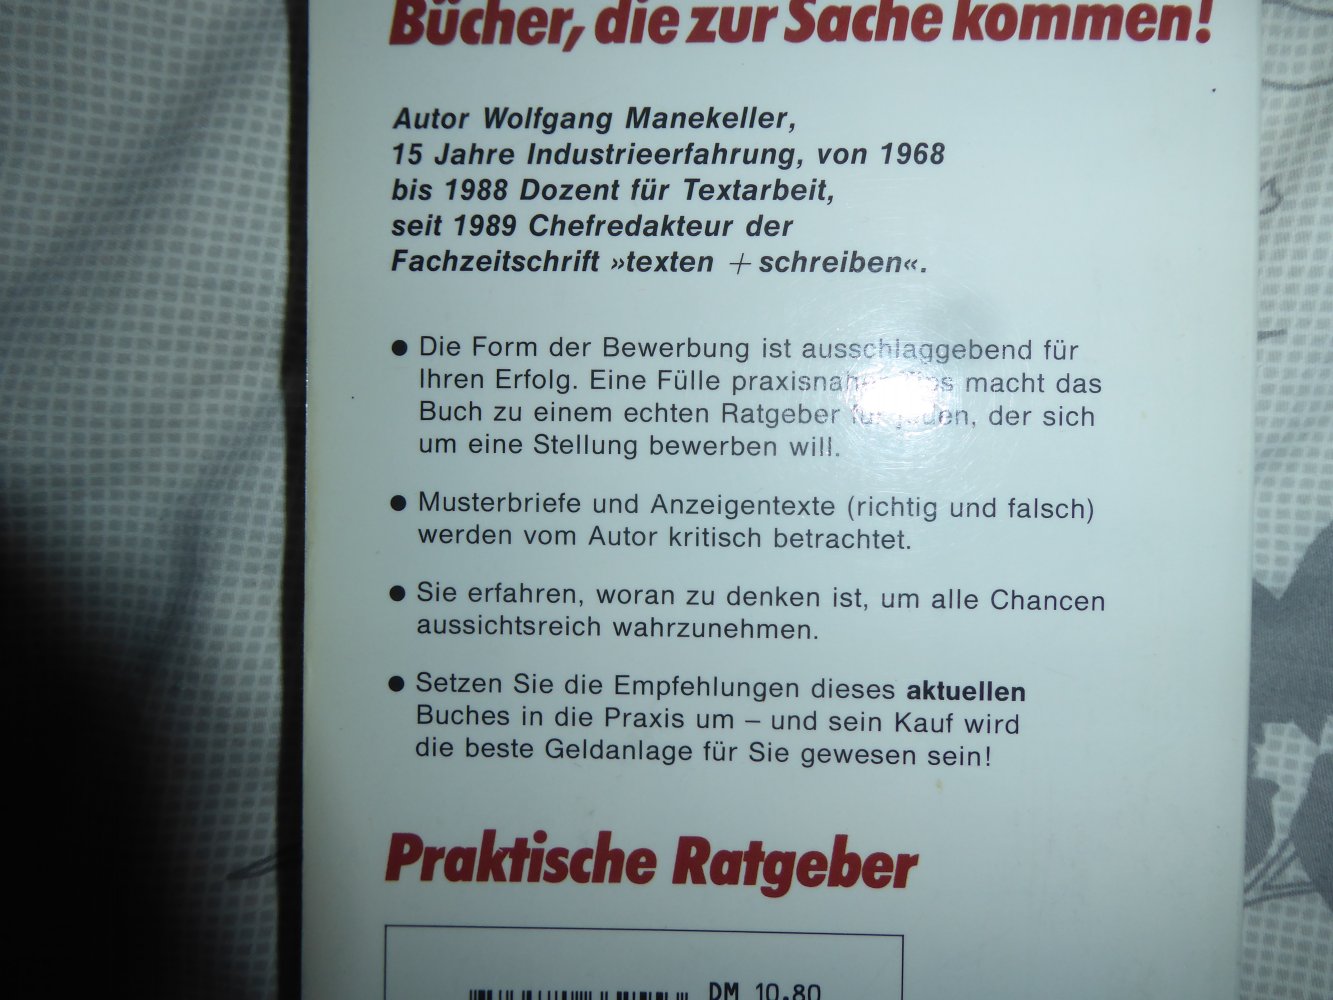 Bücher, die zur Sache kommen!
Autor Wolfgang Manekeller,
15 Jahre Industrieerfahrung, von 1968
bis 1988 Dozent für Textarbeit,
seit 1989 Chefredakteur der
Fachzeitschrift »texten + schreiben«.
● Die Form der Bewerbung ist ausschlaggebend für
Ihren Erfolg. Eine Fülle praxisnaher Tips macht das
Buch zu einem echten Ratgeber für jeden, der sich
um eine Stellung bewerben will.
● Musterbriefe und Anzeigentexte (richtig und falsch)
werden vom Autor kritisch betrachtet.
● Sie erfahren, woran zu denken ist, um alle Chancen
aussichtsreich wahrzunehmen.
● Setzen Sie die Empfehlungen dieses aktuellen
Buches in die Praxis um – und sein Kauf wird
die beste Geldanlage für Sie gewesen sein!
Praktische Ratgeber
DM 10.80